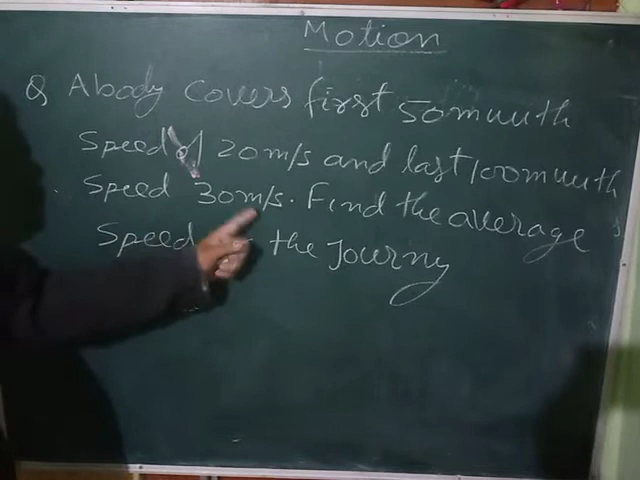 Motion
Q A body Covers first 50m with
Speed of 20m/s and last 100m with
Speed 30m/s. Find the average
Speed the Journy